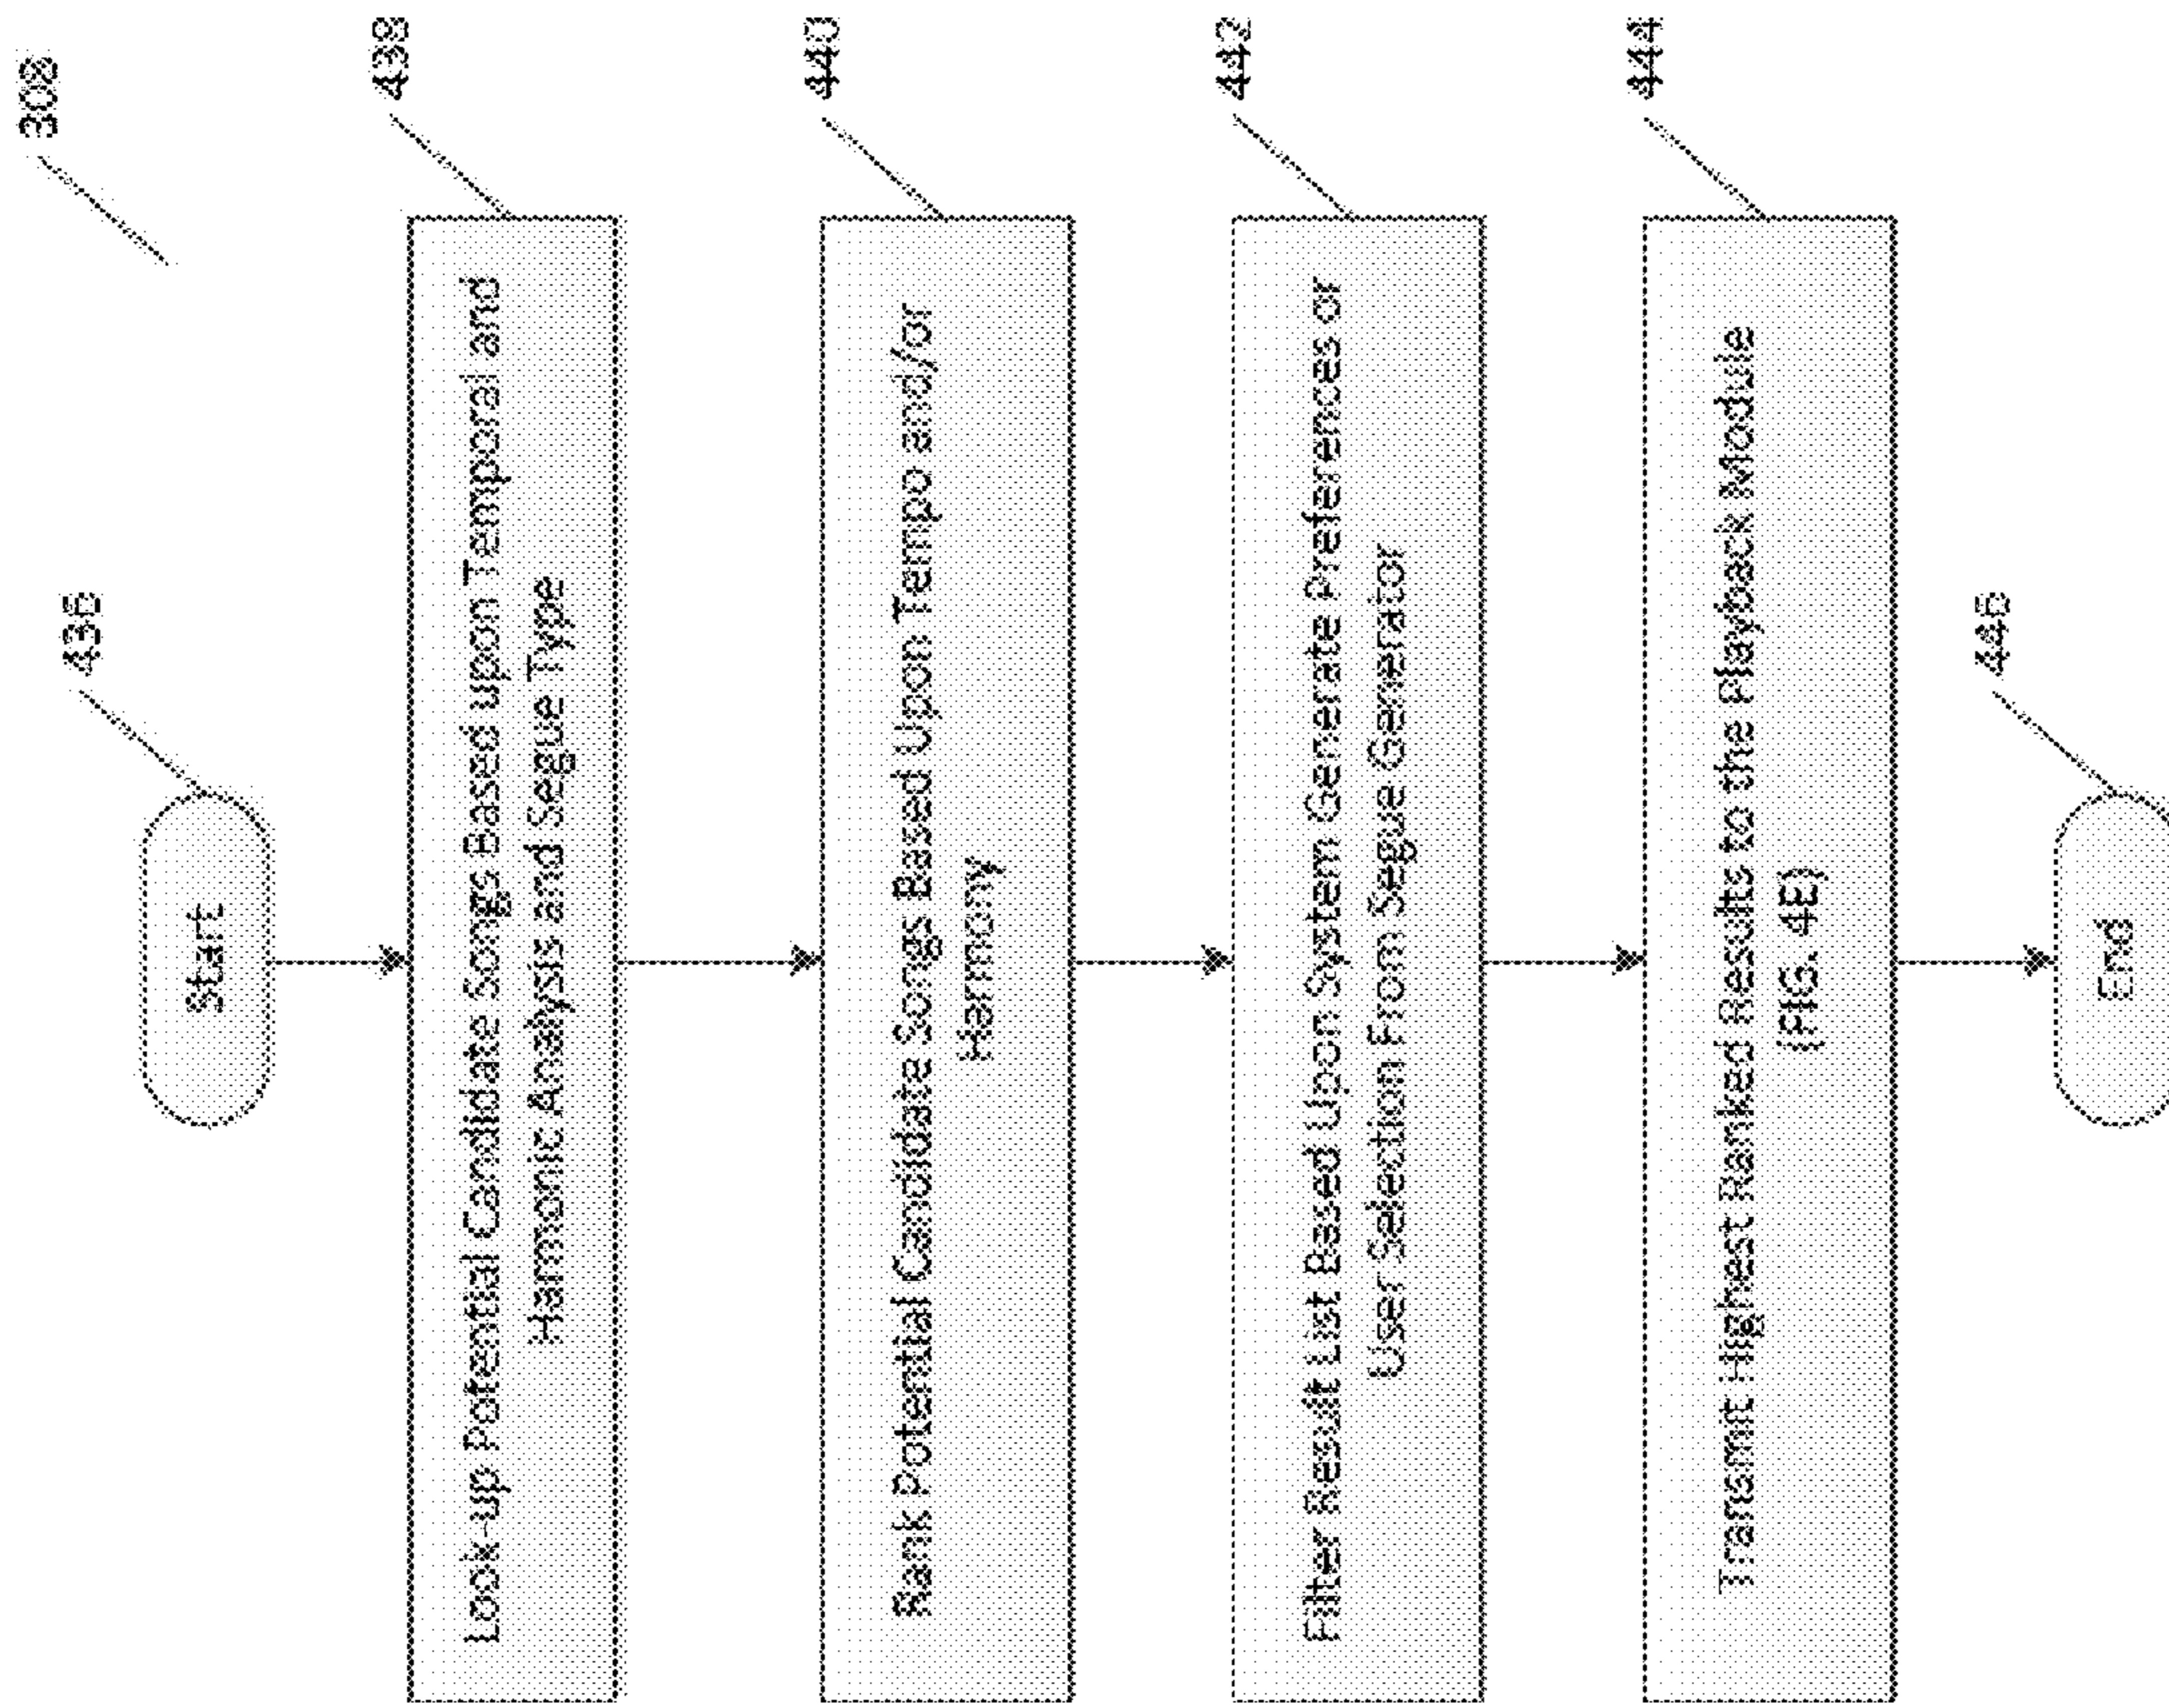 308
436
Start
438
Look-up Potential Candidate Songs Based upon Temporal and
Harmonic Analysis and Segue Type
440
Rank Potential Candidate Songs Based Upon Tempo and/or
Harmony
442
Filter Result List Based Upon System Generate Preferences or
User Selection From Segue Generator
444
Transmit Highest Ranked Results to the Playback Module
(FIG. 4E)
446
End